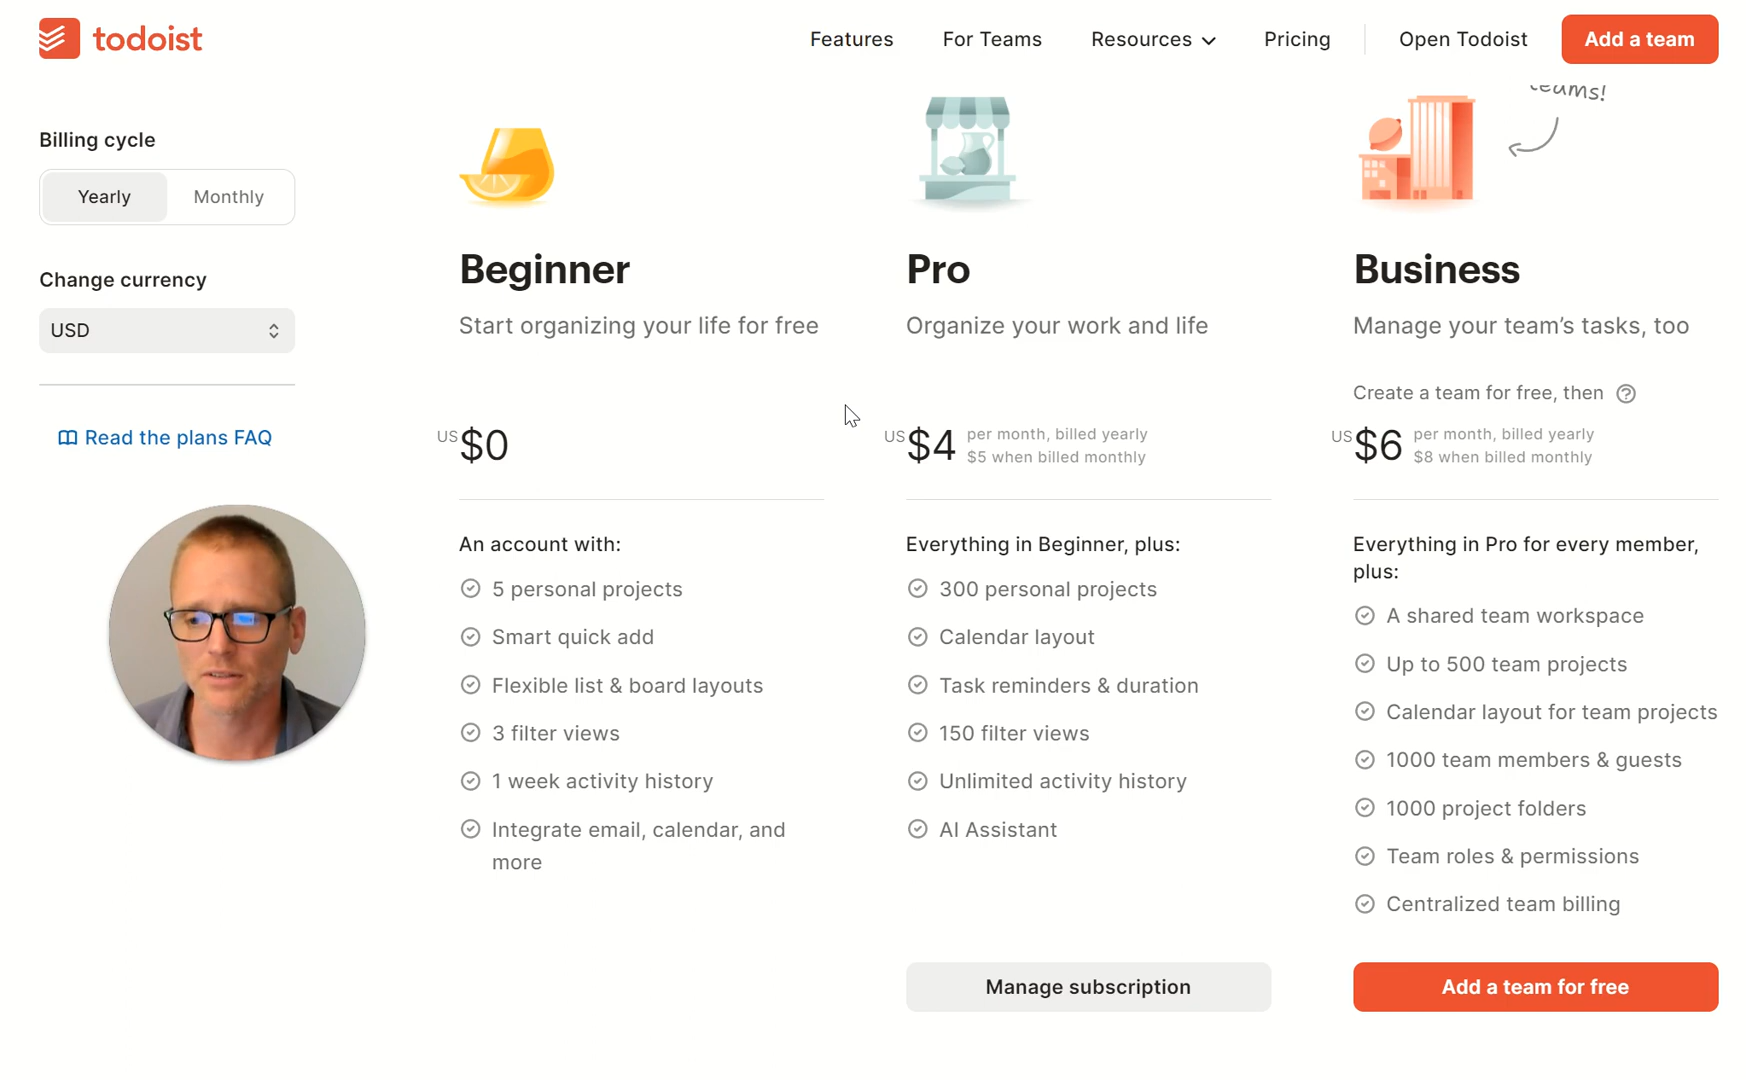 todoist
Features
For Teams
Resources
Pricing
Open Todoist
Add a team
teams!
Billing cycle
Yearly
Monthly
Change currency
USD
Read the plans FAQ
Beginner
Start organizing your life for free
US $0
An account with:
5 personal projects
Smart quick add
Flexible list & board layouts
3 filter views
1 week activity history
Integrate email, calendar, and
more
Pro
Organize your work and life
US $4
per month, billed yearly
$5 when billed monthly
Everything in Beginner, plus:
300 personal projects
Calendar layout
Task reminders & duration
150 filter views
Unlimited activity history
AI Assistant
Manage subscription
Business
Manage your team’s tasks, too
Create a team for free, then
US $6
per month, billed yearly
$8 when billed monthly
Everything in Pro for every member,
plus:
A shared team workspace
Up to 500 team projects
Calendar layout for team projects
1000 team members & guests
1000 project folders
Team roles & permissions
Centralized team billing
Add a team for free